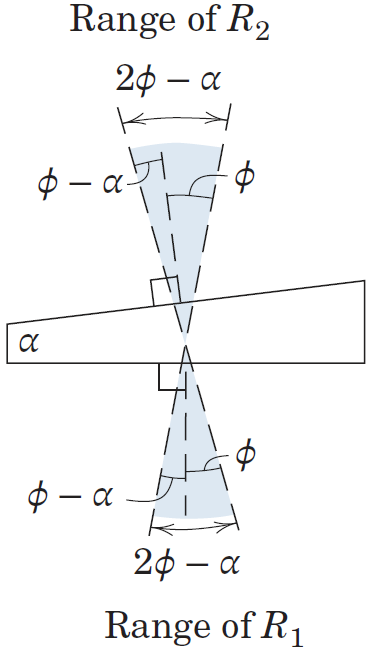 Range of R₂
2ϕ − α
ϕ − α
ϕ
α
ϕ
ϕ − α
2ϕ − α
Range of R₁